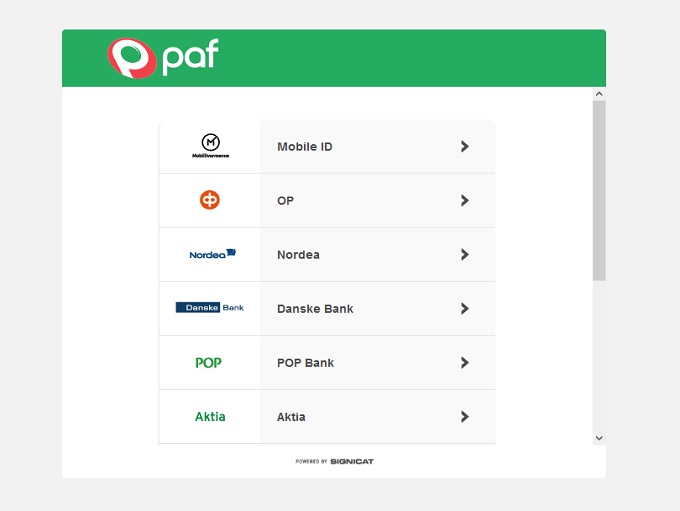 paf
Mobiilivarmenne
Mobile ID
OP
Nordea
Nordea
Danske Bank
Danske Bank
POP
POP Bank
Aktia
Aktia
POWERED BY SIGNICAT